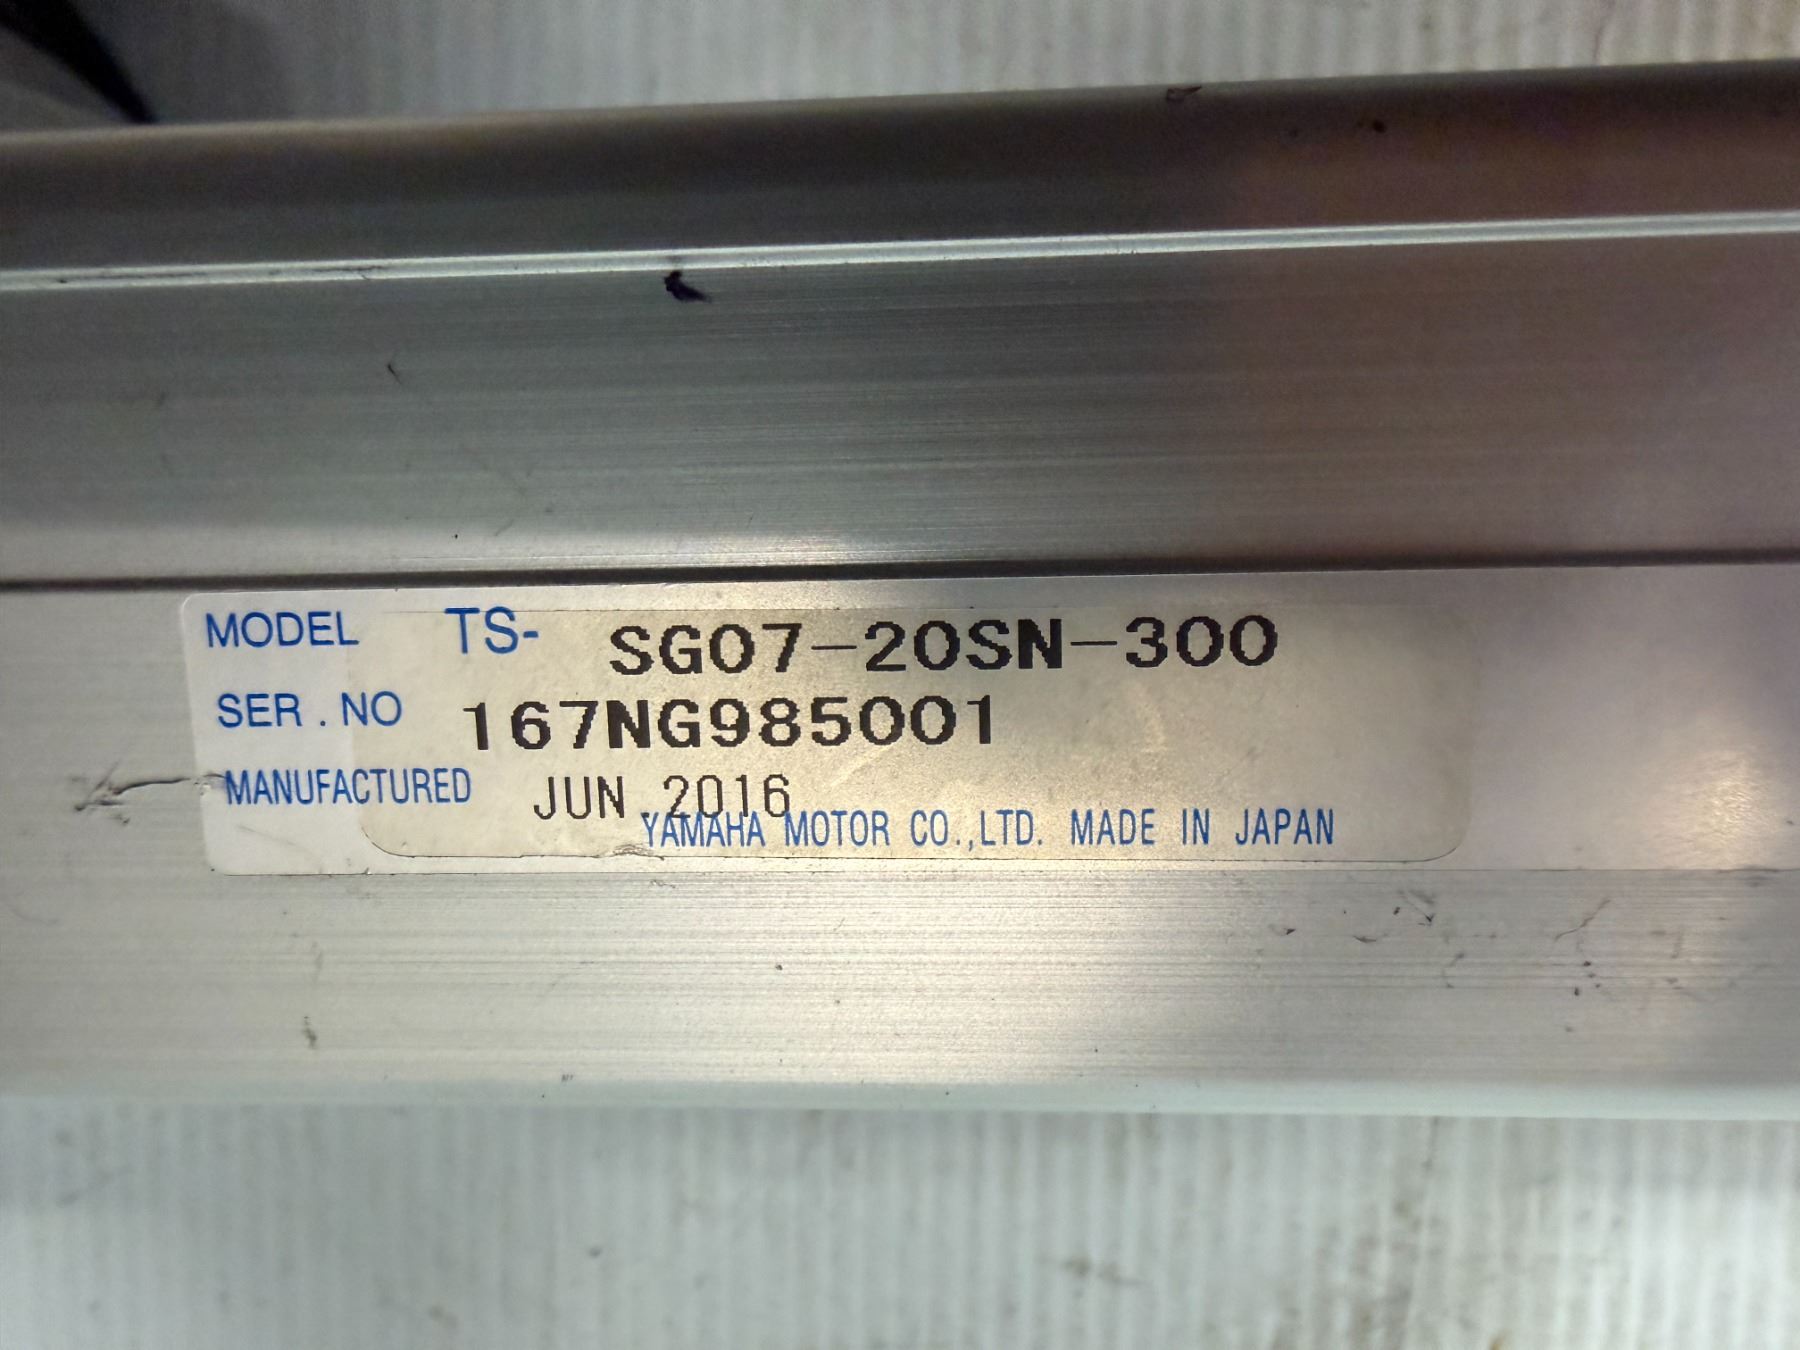 MODEL TS- SG07-20SN-300
SER. NO 167NG985001
MANUFACTURED JUN 2016
YAMAHA MOTOR CO.,LTD. MADE IN JAPAN